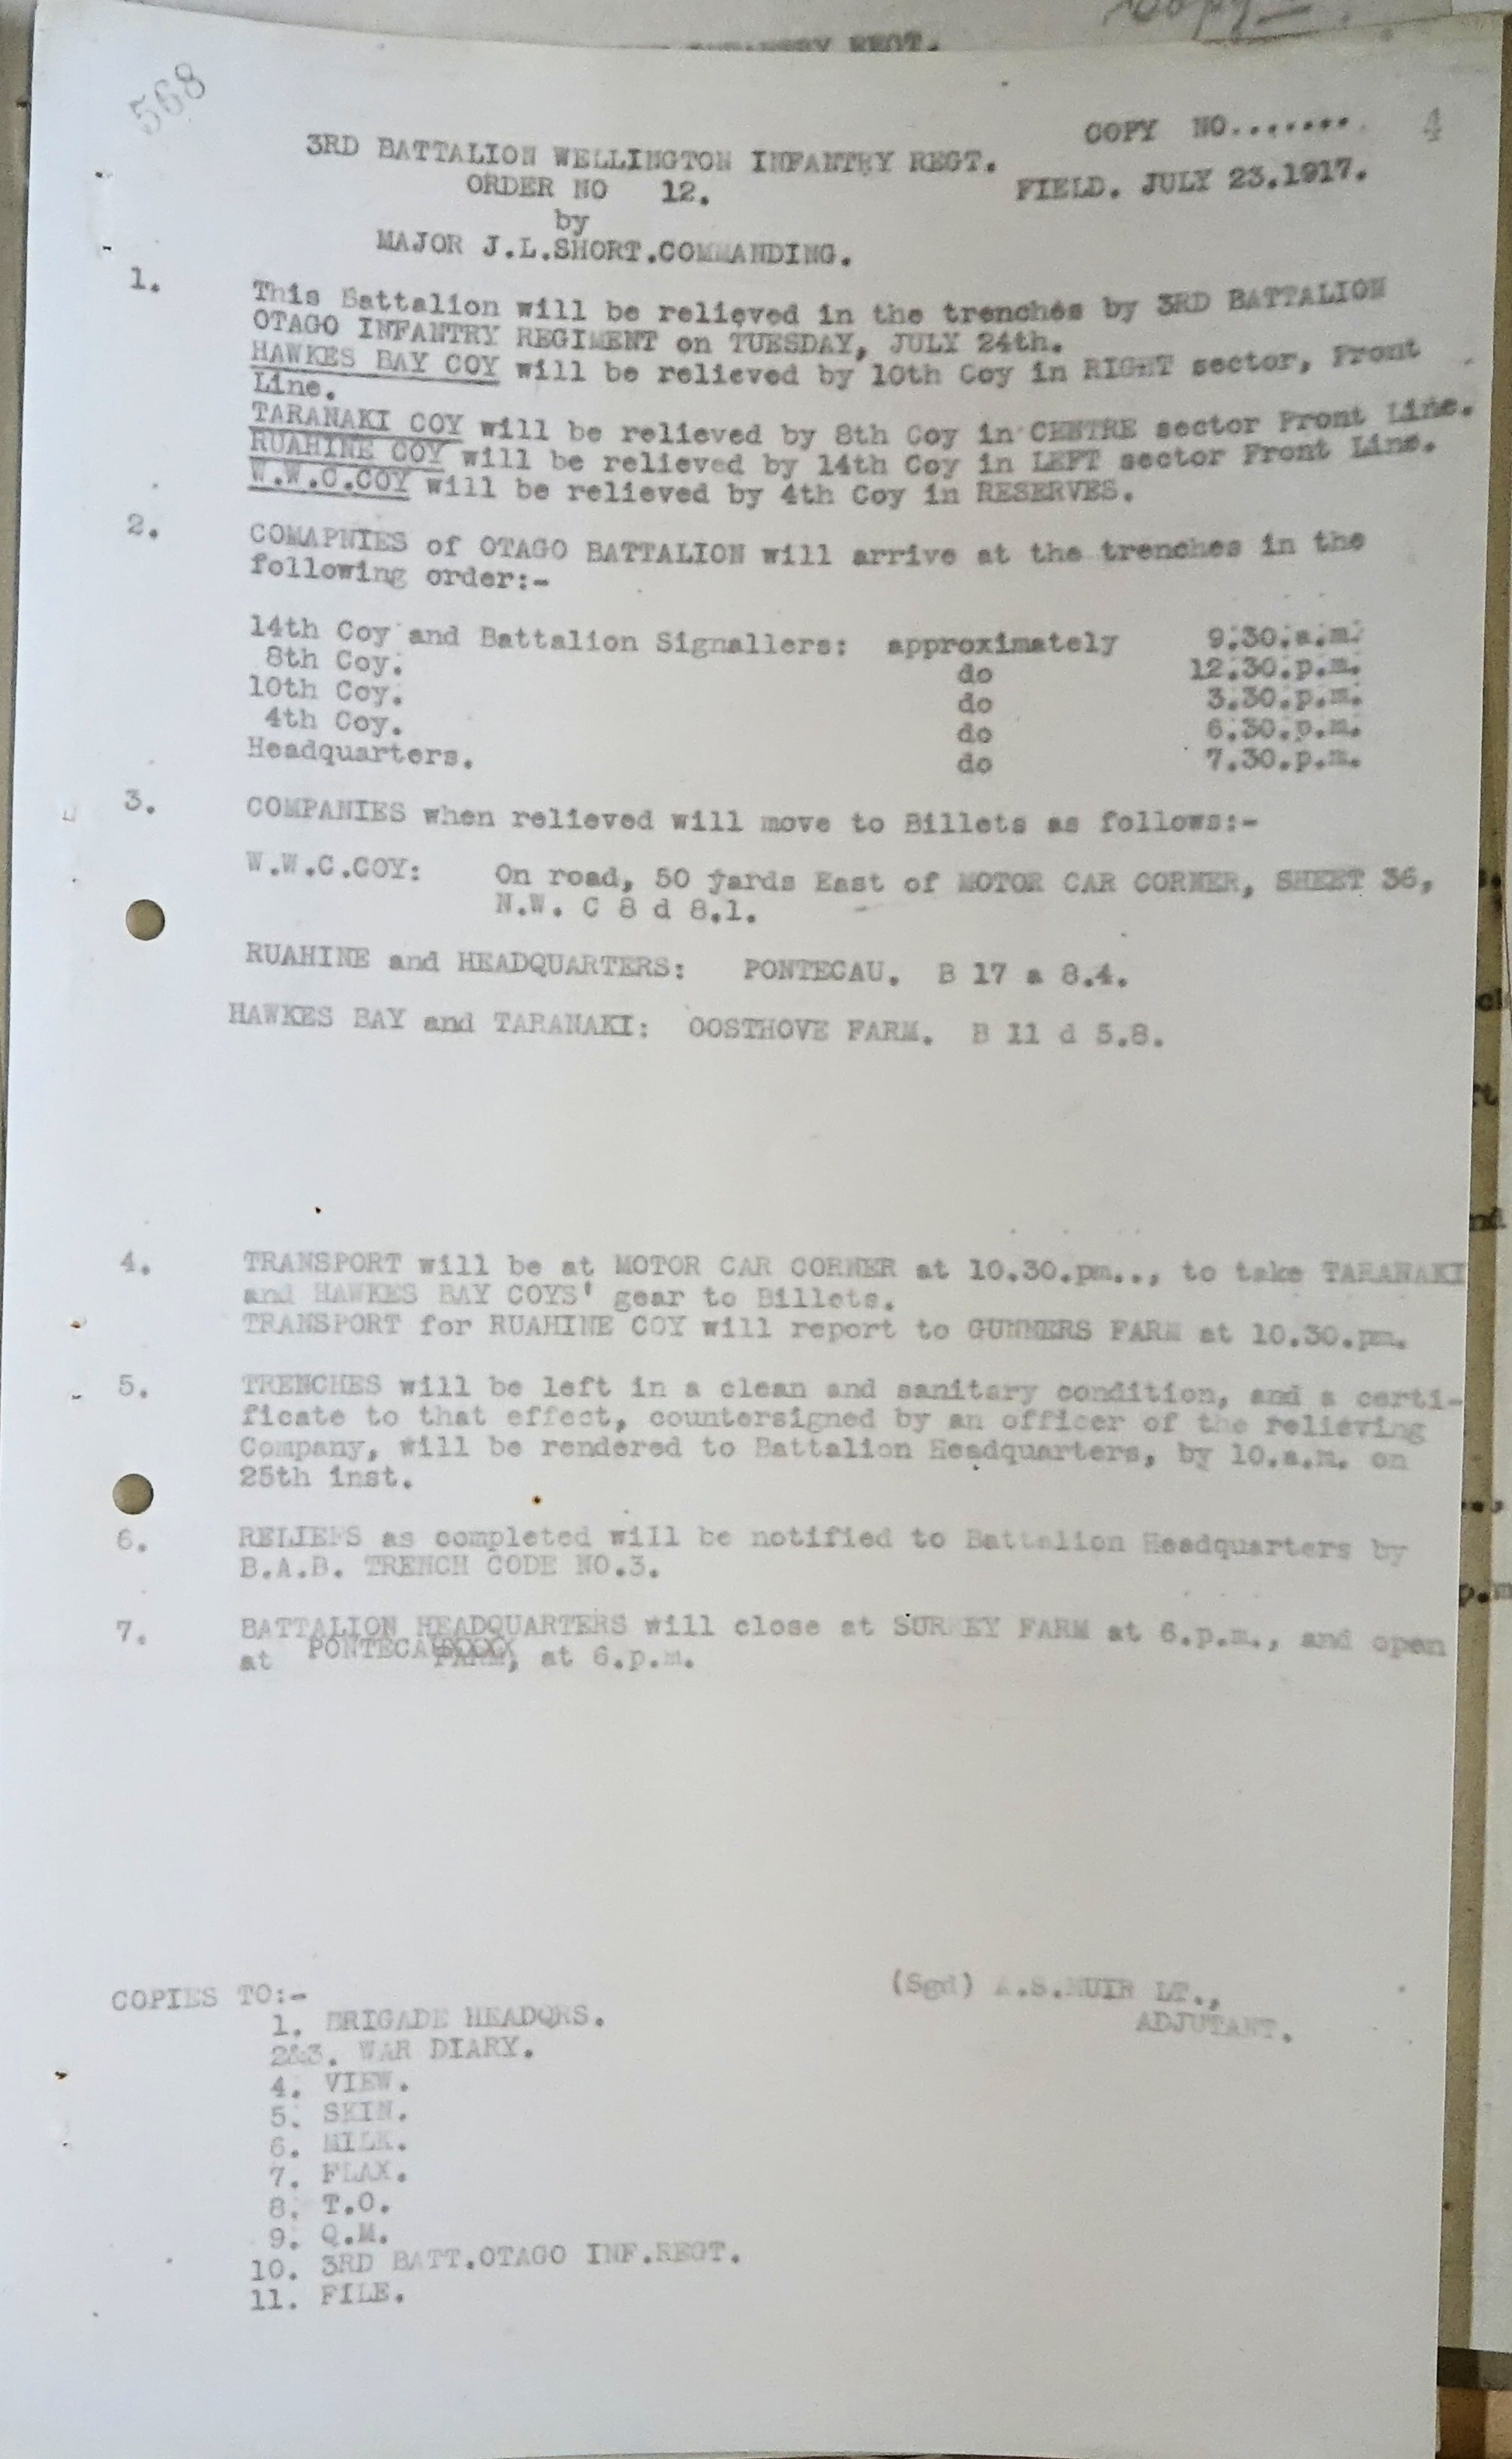 Copy
INFANTRY REGT.
568
COPY NO........ 4
3RD BATTALION WELLINGTON INFANTRY REGT.
ORDER NO 12. FIELD. JULY 23.1917.
by
MAJOR J.L.SHORT.COMMANDING.
1. This Battalion will be relieved in the trenches by 3RD BATTALION
OTAGO INFANTRY REGIMENT on TUESDAY, JULY 24th.
HAWKES BAY COY will be relieved by 10th Coy in RIGHT sector, Front
Line.
TARANAKI COY will be relieved by 8th Coy in CENTRE sector Front Line.
RUAHINE COY will be relieved by 14th Coy in LEFT sector Front Line.
W.W.C.COY will be relieved by 4th Coy in RESERVES.
2. COMAPNIES of OTAGO BATTALION will arrive at the trenches in the
following order:-
14th Coy and Battalion Signallers: approximately 9.30.a.m.
8th Coy. do 12.30.p.m.
10th Coy. do 3.30.p.m.
4th Coy. do 6.30.p.m.
Headquarters. do 7.30.p.m.
3. COMPANIES when relieved will move to Billets as follows:-
W.W.C.COY: On road, 50 yards East of MOTOR CAR CORNER, SHEET 36,
N.W. C 8 d 8.1.
RUAHINE and HEADQUARTERS: PONTECAU. B 17 a 8.4.
HAWKES BAY and TARANAKI: OOSTHOVE FARM. B 11 d 5.8.
4. TRANSPORT will be at MOTOR CAR CORNER at 10.30.pm.., to take TARANAKI
and HAWKES BAY COYS' gear to Billets.
TRANSPORT for RUAHINE COY will report to GUNNERS FARM at 10.30.pm.
5. TRENCHES will be left in a clean and sanitary condition, and a certi-
ficate to that effect, countersigned by an officer of the relieving
Company, will be rendered to Battalion Headquarters, by 10.a.m. on
25th inst.
6. RELIEFS as completed will be notified to Battalion Headquarters by
B.A.B. TRENCH CODE NO.3.
7. BATTALION HEADQUARTERS will close at SURREY FARM at 6.p.m., and open
at PONTECAU FARM, at 6.p.m.
(Sgd) A.S.MUIR LT.,
ADJUTANT.
COPIES TO:-
1. BRIGADE HEADQRS.
2&3. WAR DIARY.
4. VIEW.
5. SKIN.
6. MILK.
7. FLAX.
8. T.O.
9. Q.M.
10. 3RD BATT.OTAGO INF.REGT.
11. FILE.